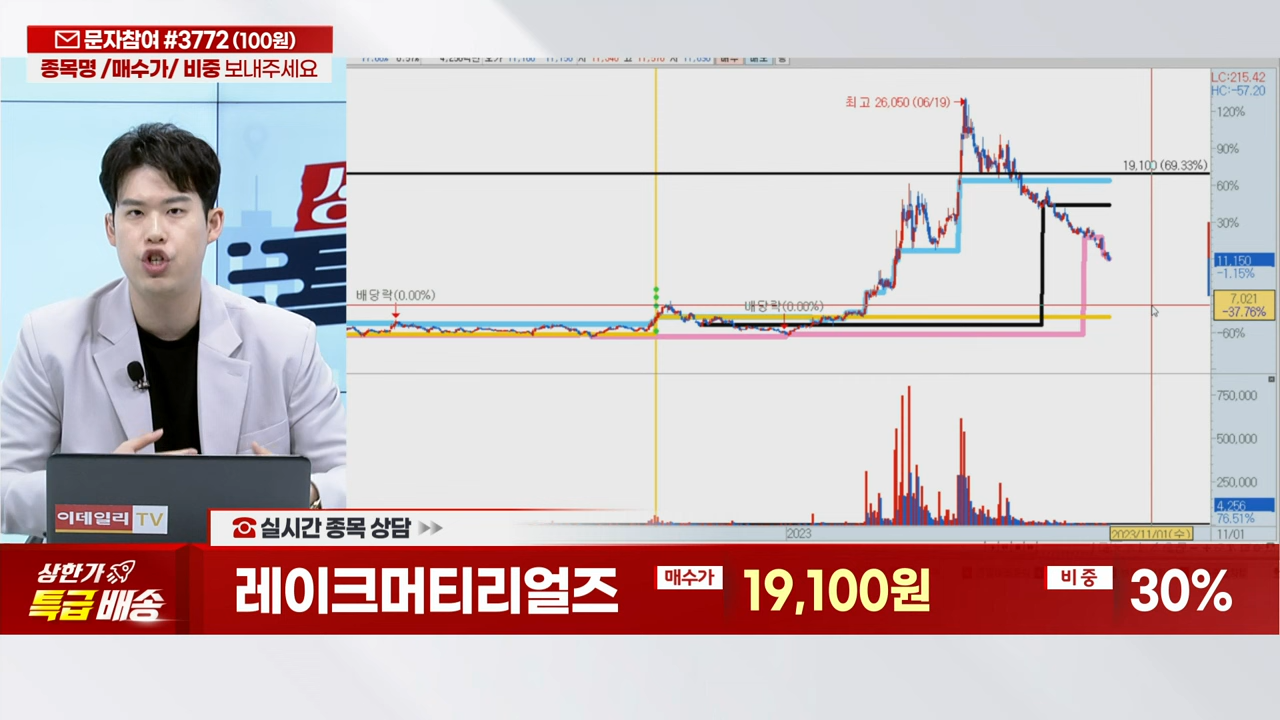 문자참여 #3772 (100원)
종목명 /매수가/ 비중 보내주세요
LC:215.42
HC:-57.20
최고 26,050 (06/19)
120%
90%
19,100 (69.33%)
60%
30%
11,150
-1.15%
배당락(0.00%)
배당락(0.00%)
7,021
-37.76%
-60%
750,000
500,000
250,000
4,256
76.51%
2023
2023/11/01(수)
11/01
이데일리 TV
실시간 종목 상담
상한가
특급 배송
레이크머티리얼즈
매수가
19,100원
비중
30%